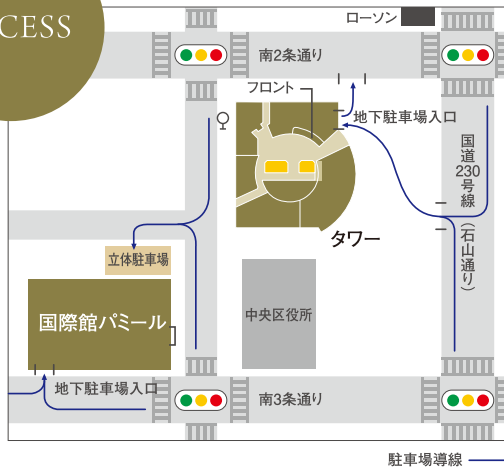 CESS
ローソン
南2条通り
フロント
地下駐車場入口
国道230号線（石山通り）
タワー
立体駐車場
国際館パミール
中央区役所
地下駐車場入口
南3条通り
駐車場導線